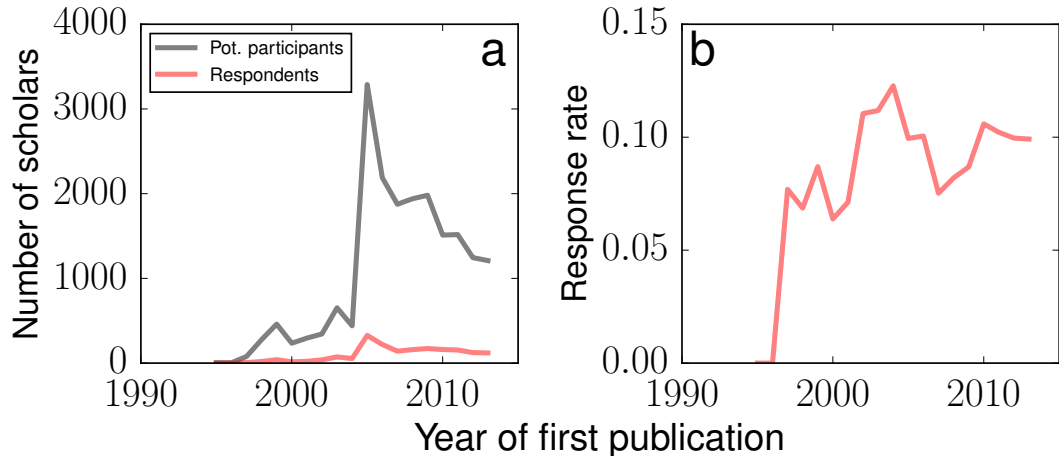 Number of scholars
4000
3000
2000
1000
0
1990
2000
2010
Pot. participants
Respondents
a
Response rate
0.15
0.10
0.05
0.00
1990
2000
2010
b
Year of first publication